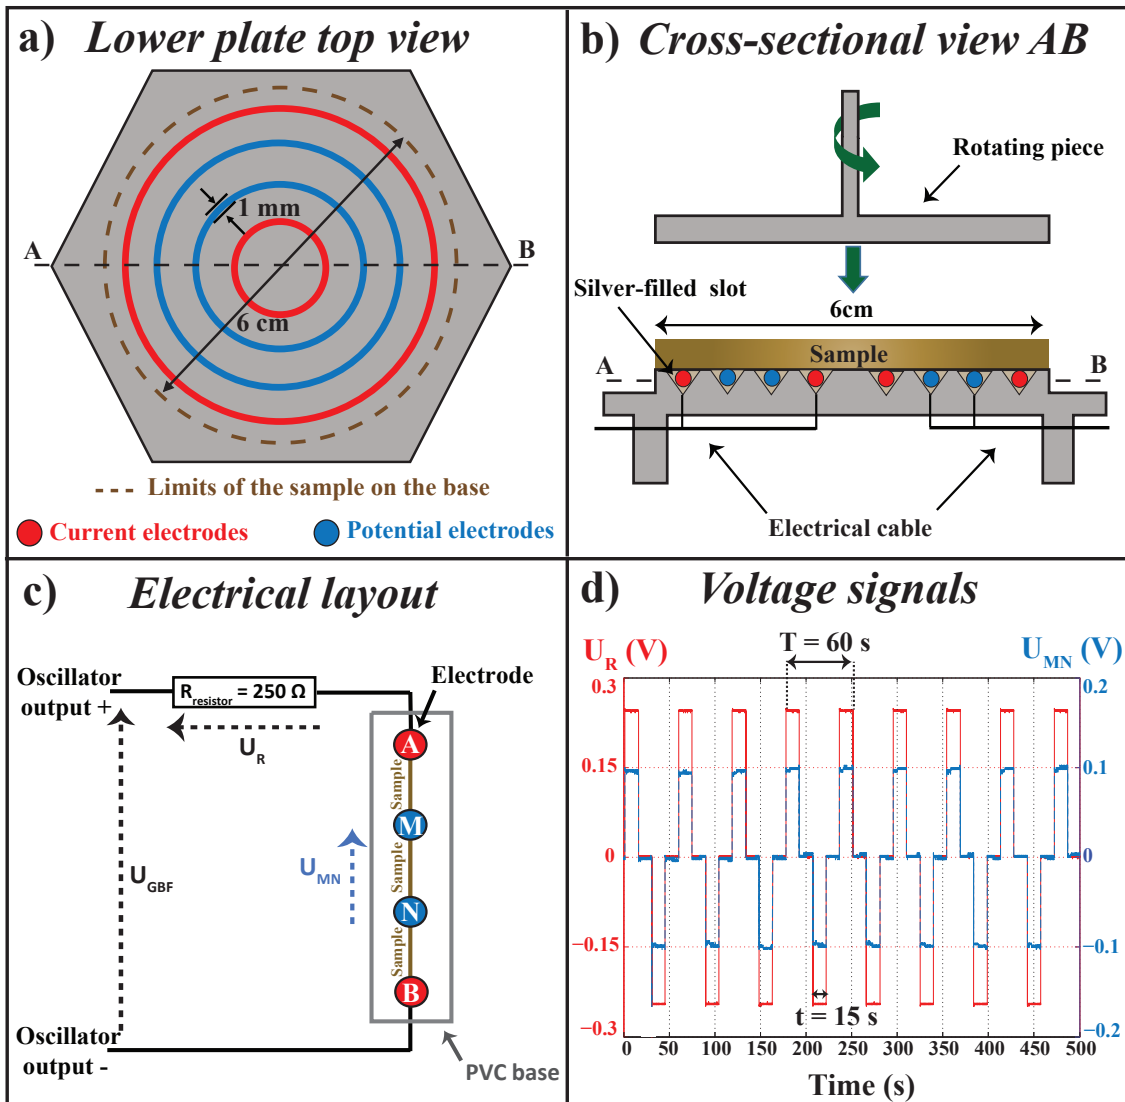 a) Lower plate top view
1 mm
A
B
6 cm
Limits of the sample on the base
Current electrodes
Potential electrodes
b) Cross-sectional view AB
Rotating piece
Silver-filled slot
6cm
Sample
A
B
Electrical cable
c) Electrical layout
Oscillator
output +
R resistor = 250 Ω
Electrode
U R
A
Sample
M
U GBF
U MN
Sample
N
Sample
B
Oscillator
output -
PVC base
d) Voltage signals
U R (V)
T = 60 s
U MN (V)
0.3
0.2
0.15
0.1
0
0
−0.15
−0.1
t = 15 s
−0.3
−0.2
0 50 100 150 200 250 300 350 400 450 500
Time (s)